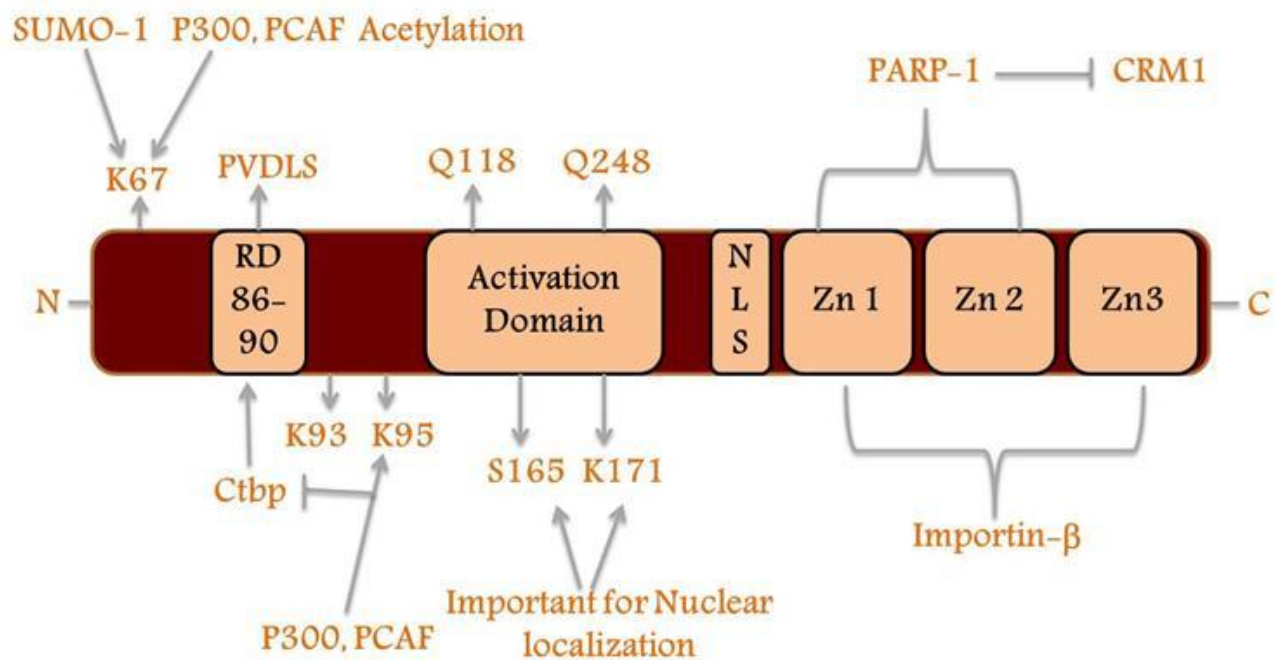 SUMO-1 P300, PCAF Acetylation
PARP-1
CRM1
K67
PVDLS
Q118
Q248
N
RD
86-
90
Activation
Domain
N
L
S
Zn 1
Zn 2
Zn3
C
K93
K95
Ctbp
S165
K171
Importin-β
P300, PCAF
Important for Nuclear
localization